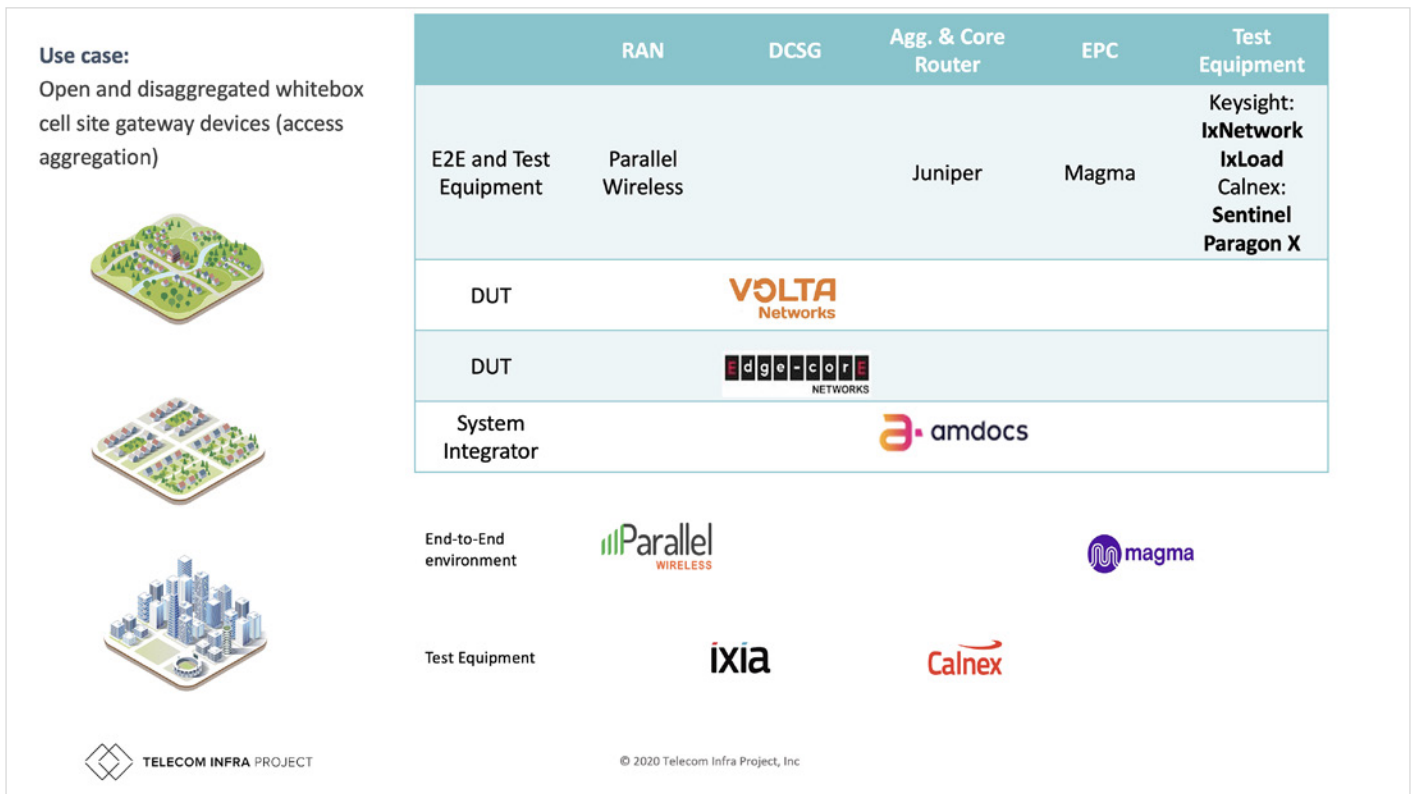 Use case:
Open and disaggregated whitebox
cell site gateway devices (access
aggregation)
RAN
DCSG
Agg. & Core
Router
EPC
Test
Equipment
E2E and Test
Equipment
Parallel
Wireless
Juniper
Magma
Keysight:
IxNetwork
IxLoad
Calnex:
Sentinel
Paragon X
DUT
VOLTA
Networks
DUT
Edge-corE
NETWORKS
System
Integrator
a. amdocs
End-to-End
environment
Parallel
WIRELESS
magma
Test Equipment
ixia
Calnex
TELECOM INFRA PROJECT
© 2020 Telecom Infra Project, Inc